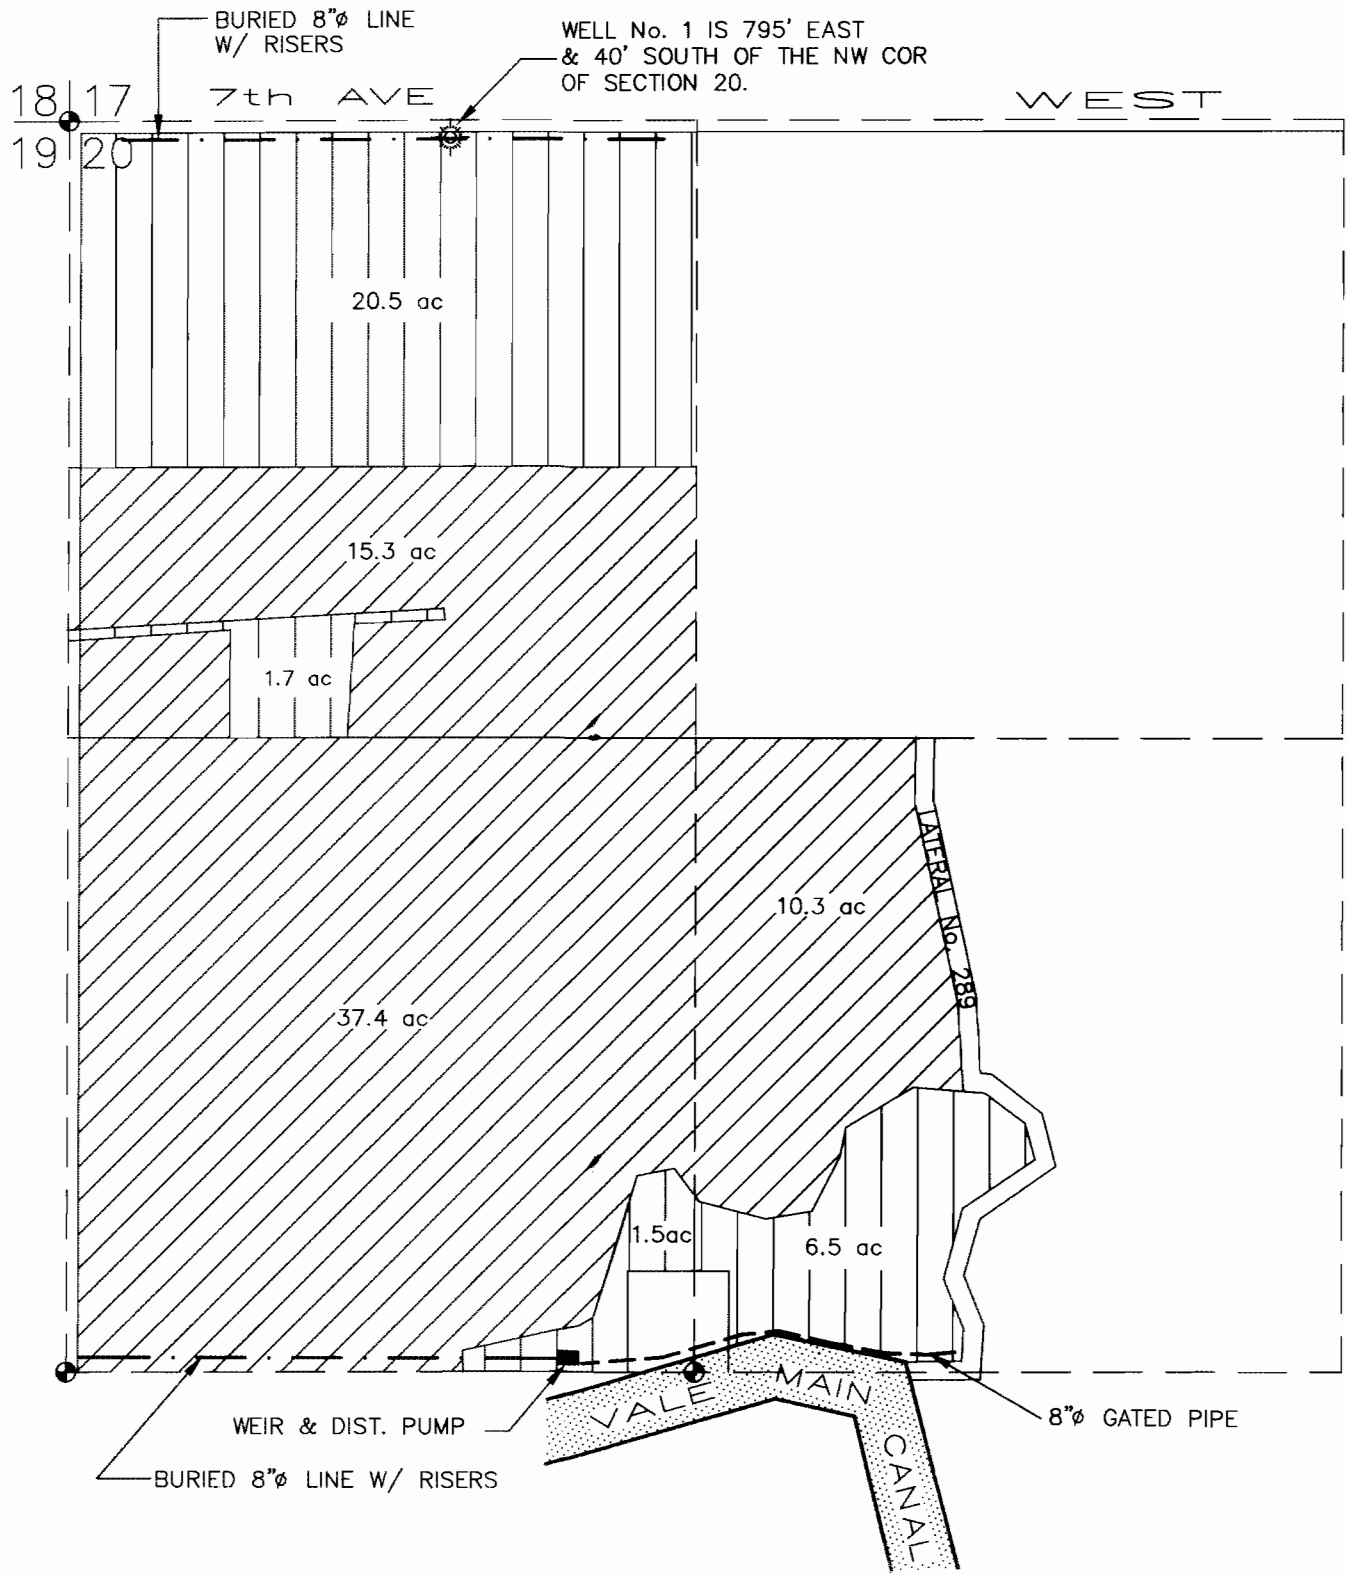 BURIED 8"ø LINE
W/ RISERS
WELL No. 1 IS 795' EAST
& 40' SOUTH OF THE NW COR
OF SECTION 20.
18 17
7th AVE
WEST
19 20
20.5 ac
15.3 ac
1.7 ac
10.3 ac
LATERAL No. 289
37.4 ac
1.5ac
6.5 ac
VALE MAIN CANAL
WEIR & DIST. PUMP
8"ø GATED PIPE
BURIED 8"ø LINE W/ RISERS